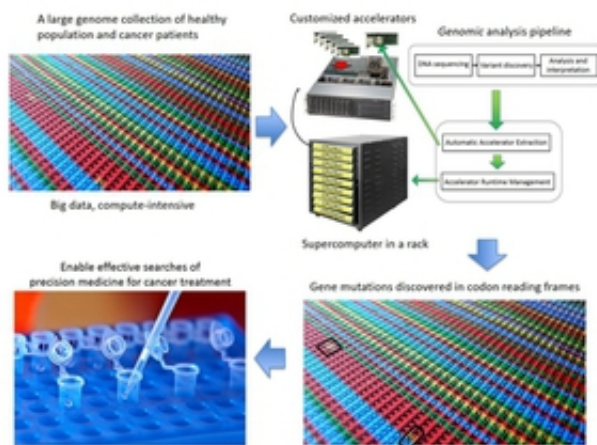 A large genome collection of healthy
population and cancer patients
Customized accelerators
Genomic analysis pipeline
DNA sequencing
Variant discovery
Analysis and
interpretation
Automatic Accelerator Extraction
Accelerator Runtime Management
Big data, compute-intensive
Supercomputer in a rack
Enable effective searches of
precision medicine for cancer treatment
Gene mutations discovered in codon reading frames